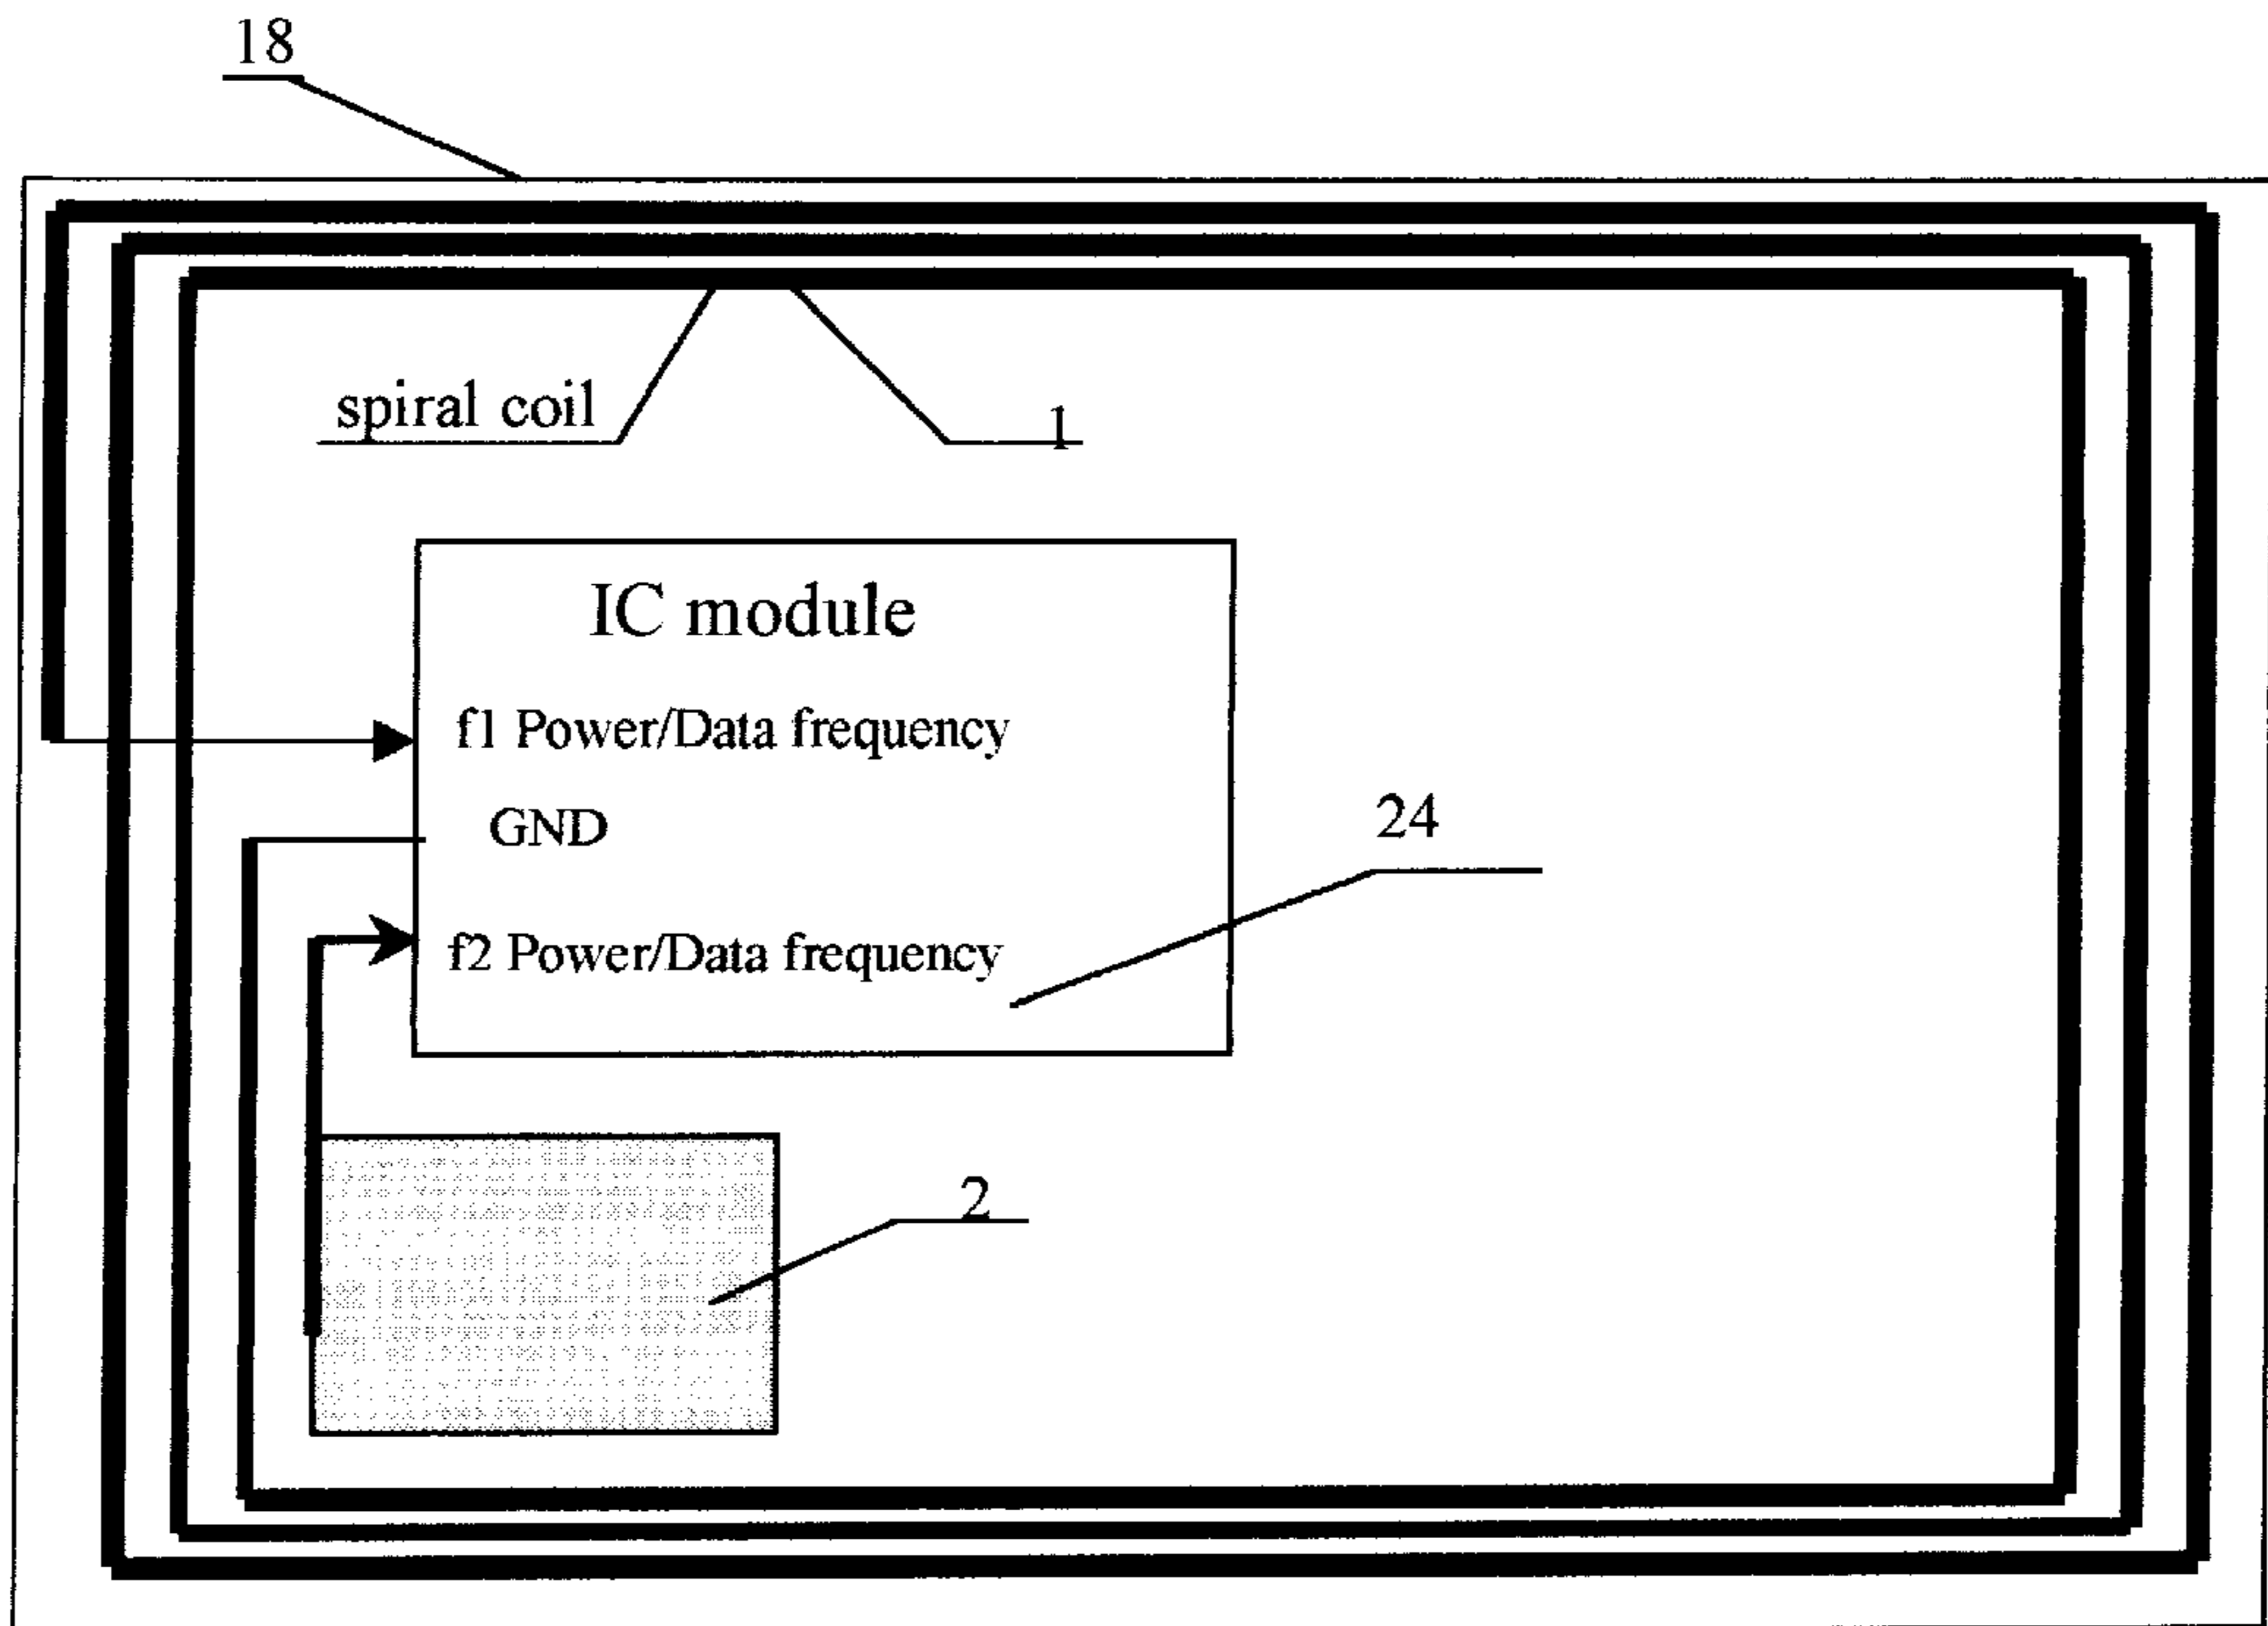 18
spiral coil
1
IC module
f1 Power/Data frequency
GND
24
f2 Power/Data frequency
2